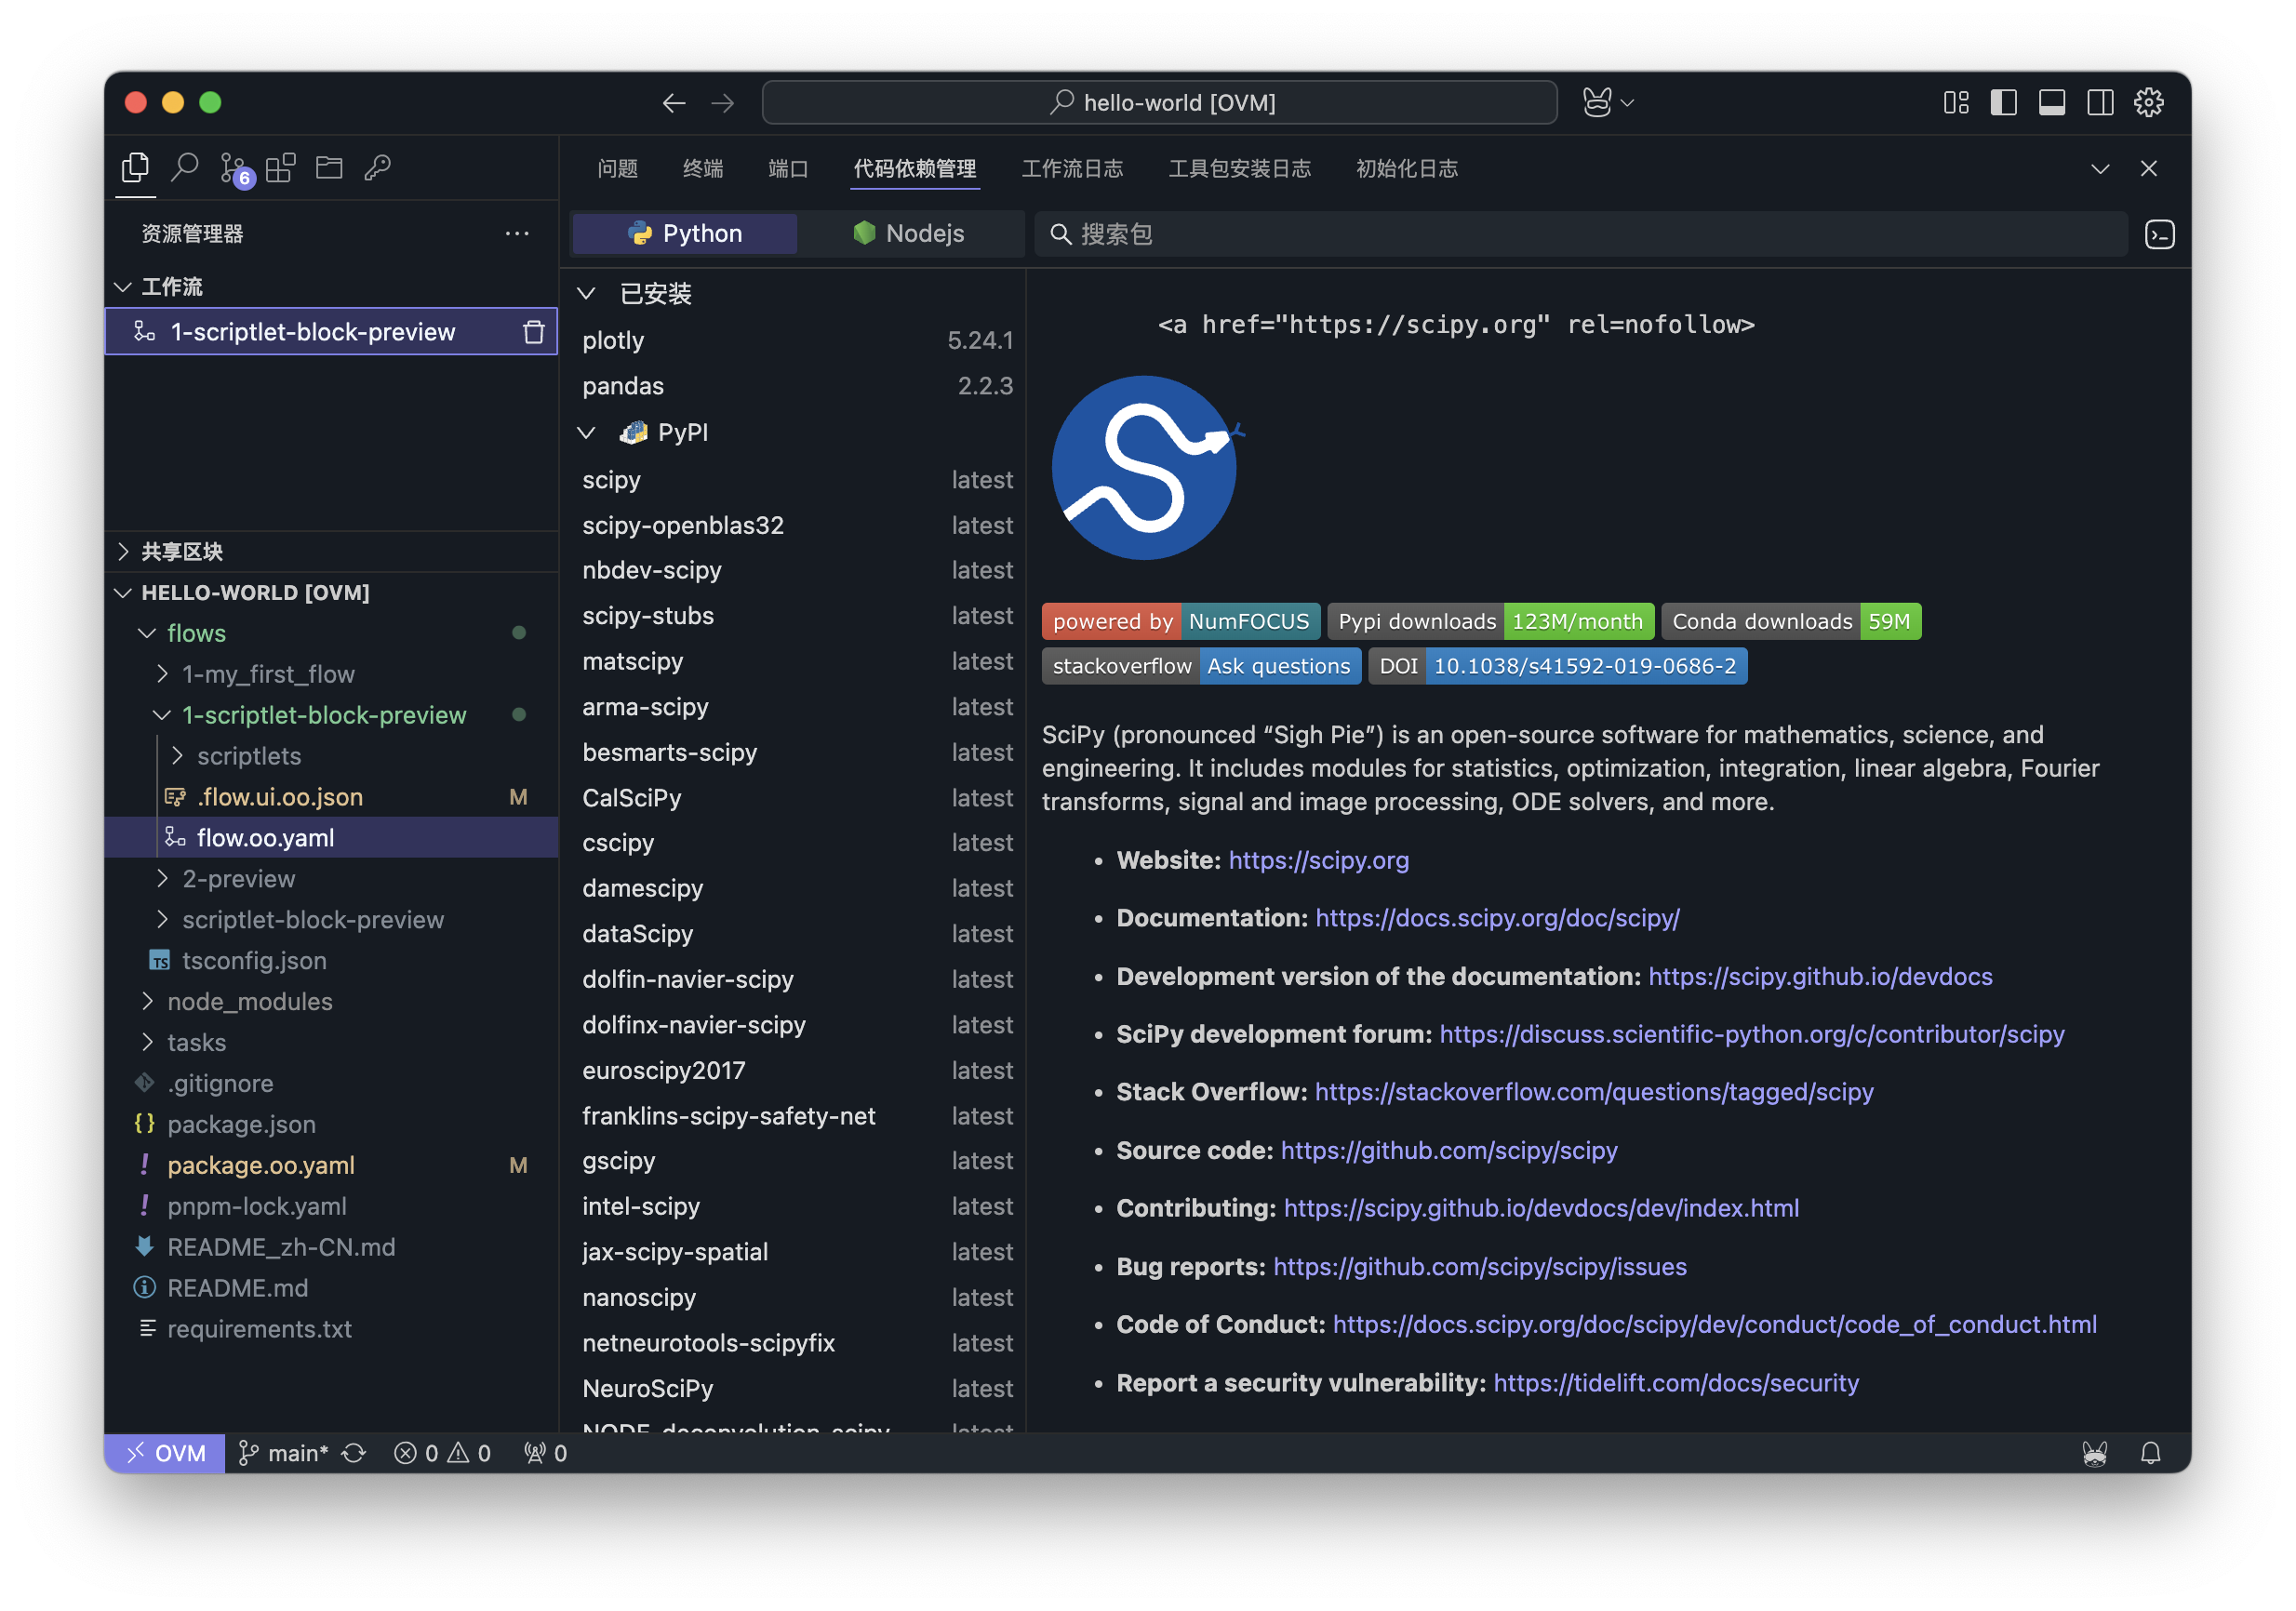 hello-world [OVM]
6
问题 终端 端口 代码依赖管理 工作流日志 工具包安装日志 初始化日志
资源管理器
工作流
1-scriptlet-block-preview
共享区块
HELLO-WORLD [OVM]
flows
1-my_first_flow
1-scriptlet-block-preview
scriptlets
.flow.ui.oo.json M
flow.oo.yaml
2-preview
scriptlet-block-preview
TS tsconfig.json
node_modules
tasks
.gitignore
{} package.json
! package.oo.yaml M
! pnpm-lock.yaml
README_zh-CN.md
README.md
requirements.txt
Python Nodejs 搜索包
已安装
plotly 5.24.1
pandas 2.2.3
PyPI
scipy latest
scipy-openblas32 latest
nbdev-scipy latest
scipy-stubs latest
matscipy latest
arma-scipy latest
besmarts-scipy latest
CalSciPy latest
cscipy latest
damescipy latest
dataScipy latest
dolfin-navier-scipy latest
dolfinx-navier-scipy latest
euroscipy2017 latest
franklins-scipy-safety-net latest
gscipy latest
intel-scipy latest
jax-scipy-spatial latest
nanoscipy latest
netneurotools-scipyfix latest
NeuroSciPy latest
NODE_deconvolution_scipy latest
<a href="https://scipy.org" rel=nofollow>
powered by NumFOCUS Pypi downloads 123M/month Conda downloads 59M
stackoverflow Ask questions DOI 10.1038/s41592-019-0686-2
SciPy (pronounced “Sigh Pie”) is an open-source software for mathematics, science, and
engineering. It includes modules for statistics, optimization, integration, linear algebra, Fourier
transforms, signal and image processing, ODE solvers, and more.
• Website: https://scipy.org
• Documentation: https://docs.scipy.org/doc/scipy/
• Development version of the documentation: https://scipy.github.io/devdocs
• SciPy development forum: https://discuss.scientific-python.org/c/contributor/scipy
• Stack Overflow: https://stackoverflow.com/questions/tagged/scipy
• Source code: https://github.com/scipy/scipy
• Contributing: https://scipy.github.io/devdocs/dev/index.html
• Bug reports: https://github.com/scipy/scipy/issues
• Code of Conduct: https://docs.scipy.org/doc/scipy/dev/conduct/code_of_conduct.html
• Report a security vulnerability: https://tidelift.com/docs/security
OVM main* 0 0 0